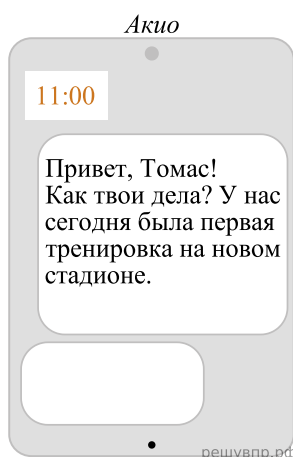 Акио
11:00
Привет, Томас!
Как твои дела? У нас
сегодня была первая
тренировка на новом
стадионе.
решувпр.рф